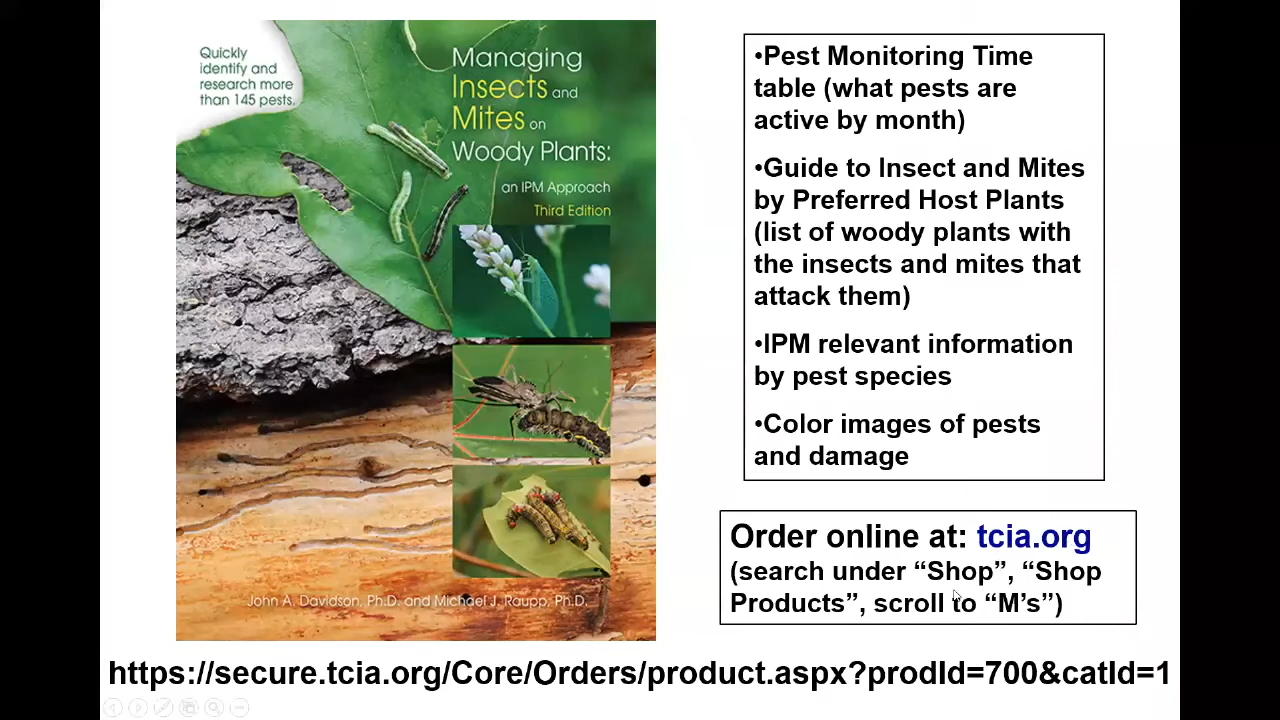 Quickly
identify and
research more
than 145 pests.
Managing
Insects and
Mites on
Woody Plants:
an IPM Approach
Third Edition
John A. Davidson, Ph.D. and Michael J. Raupp, Ph.D.
•Pest Monitoring Time
table (what pests are
active by month)
•Guide to Insect and Mites
by Preferred Host Plants
(list of woody plants with
the insects and mites that
attack them)
•IPM relevant information
by pest species
•Color images of pests
and damage
Order online at: tcia.org
(search under “Shop”, “Shop
Products”, scroll to “M’s”)
https://secure.tcia.org/Core/Orders/product.aspx?prodId=700&catId=1